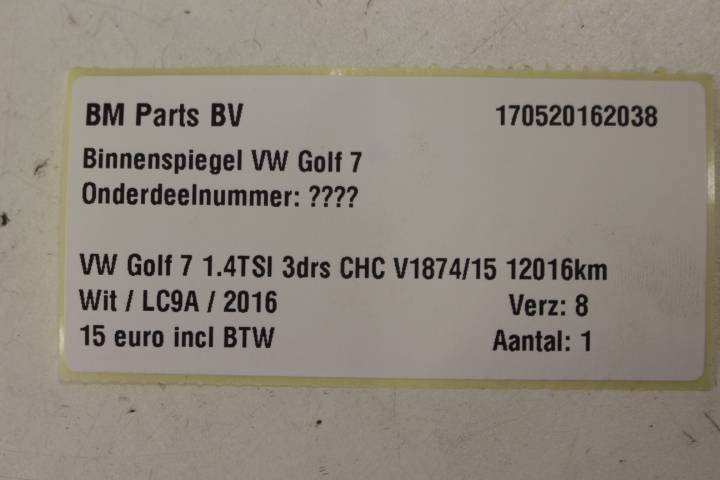 BM Parts BV 170520162038
Binnenspiegel VW Golf 7
Onderdeelnummer: ????
VW Golf 7 1.4TSI 3drs CHC V1874/15 12016km
Wit / LC9A / 2016 Verz: 8
15 euro incl BTW Aantal: 1